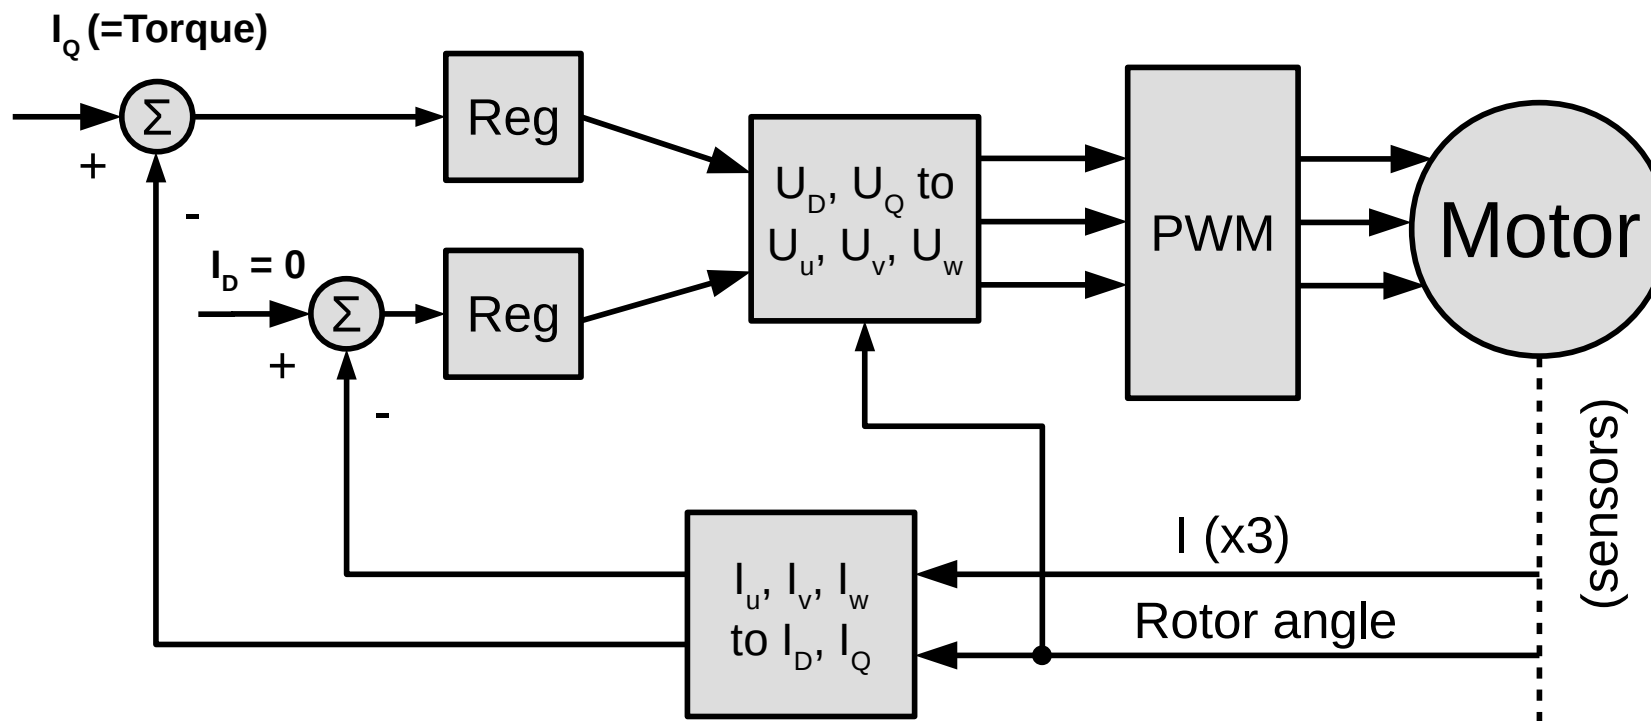 I_Q (=Torque)
Σ
+
-
Reg
I_D = 0
Σ
+
-
Reg
U_D, U_Q to
U_u, U_v, U_w
PWM
Motor
(sensors)
I (x3)
Rotor angle
I_u, I_v, I_w
to I_D, I_Q